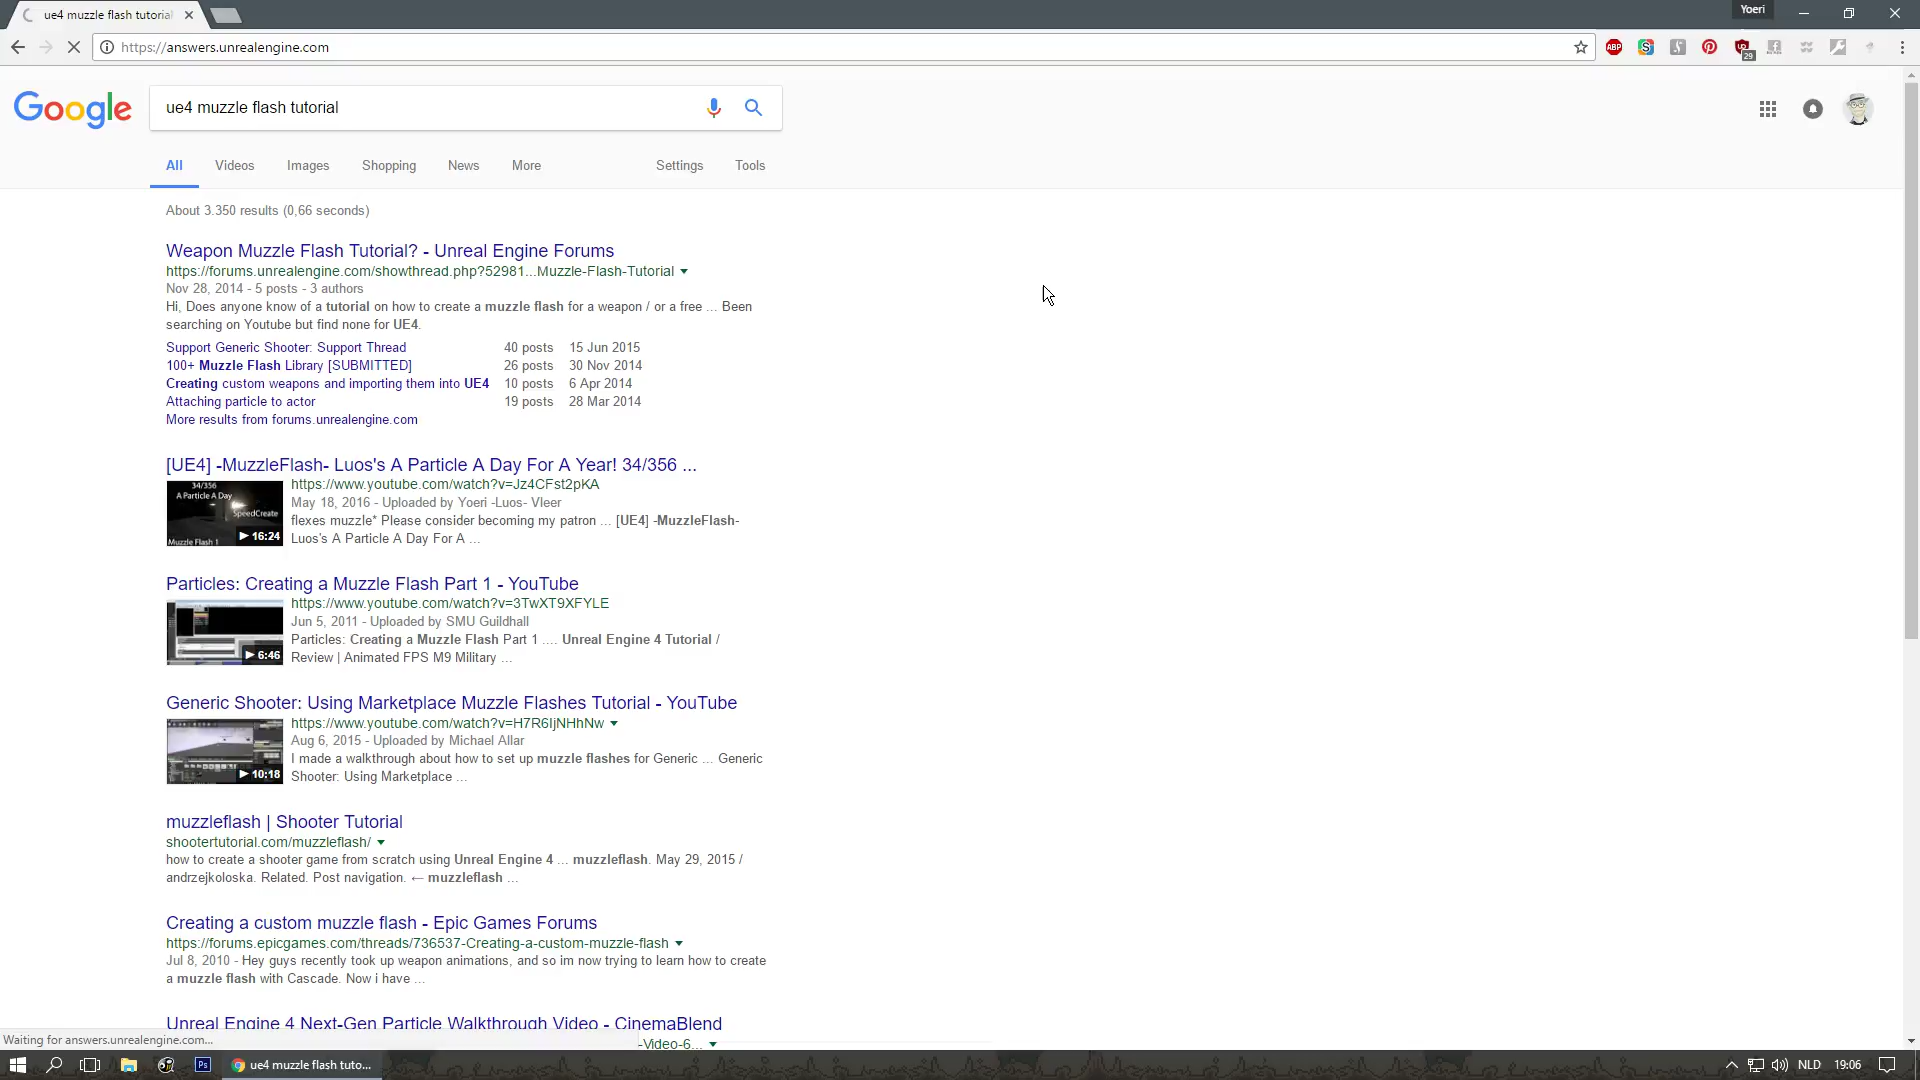 ue4 muzzle flash tutorial
Yoeri
https://answers.unrealengine.com
ABP
29
Google
ue4 muzzle flash tutorial
All Videos Images Shopping News More Settings Tools
About 3.350 results (0,66 seconds)
Weapon Muzzle Flash Tutorial? - Unreal Engine Forums
https://forums.unrealengine.com/showthread.php?52981...Muzzle-Flash-Tutorial
Nov 28, 2014 - 5 posts - 3 authors
Hi, Does anyone know of a tutorial on how to create a muzzle flash for a weapon / or a free ... Been
searching on Youtube but find none for UE4.
Support Generic Shooter: Support Thread 40 posts 15 Jun 2015
100+ Muzzle Flash Library [SUBMITTED] 26 posts 30 Nov 2014
Creating custom weapons and importing them into UE4 10 posts 6 Apr 2014
Attaching particle to actor 19 posts 28 Mar 2014
More results from forums.unrealengine.com
[UE4] -MuzzleFlash- Luos's A Particle A Day For A Year! 34/356 ...
34/356
A Particle A Day
SpeedCreate
16:24
Muzzle Flash 1
https://www.youtube.com/watch?v=Jz4CFst2pKA
May 18, 2016 - Uploaded by Yoeri -Luos- Vleer
flexes muzzle* Please consider becoming my patron ... [UE4] -MuzzleFlash-
Luos's A Particle A Day For A ...
Particles: Creating a Muzzle Flash Part 1 - YouTube
6:46
https://www.youtube.com/watch?v=3TwXT9XFYLE
Jun 5, 2011 - Uploaded by SMU Guildhall
Particles: Creating a Muzzle Flash Part 1 .... Unreal Engine 4 Tutorial /
Review | Animated FPS M9 Military ...
Generic Shooter: Using Marketplace Muzzle Flashes Tutorial - YouTube
10:18
https://www.youtube.com/watch?v=H7R6IjNHhNw
Aug 6, 2015 - Uploaded by Michael Allar
I made a walkthrough about how to set up muzzle flashes for Generic ... Generic
Shooter: Using Marketplace ...
muzzleflash | Shooter Tutorial
shootertutorial.com/muzzleflash/
how to create a shooter game from scratch using Unreal Engine 4 ... muzzleflash. May 29, 2015 /
andrzejkoloska. Related. Post navigation. ← muzzleflash ...
Creating a custom muzzle flash - Epic Games Forums
https://forums.epicgames.com/threads/736537-Creating-a-custom-muzzle-flash
Jul 8, 2010 - Hey guys recently took up weapon animations, and so im now trying to learn how to create
a muzzle flash with Cascade. Now i have ...
Unreal Engine 4 Next-Gen Particle Walkthrough Video - CinemaBlend
-Video-6...
Waiting for answers.unrealengine.com...
Ps
ue4 muzzle flash tuto...
NLD
19:06